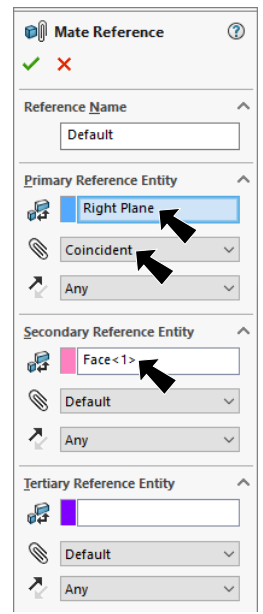 Mate Reference
Reference Name
Default
Primary Reference Entity
Right Plane
Coincident
Any
Secondary Reference Entity
Face<1>
Default
Any
Tertiary Reference Entity
Default
Any